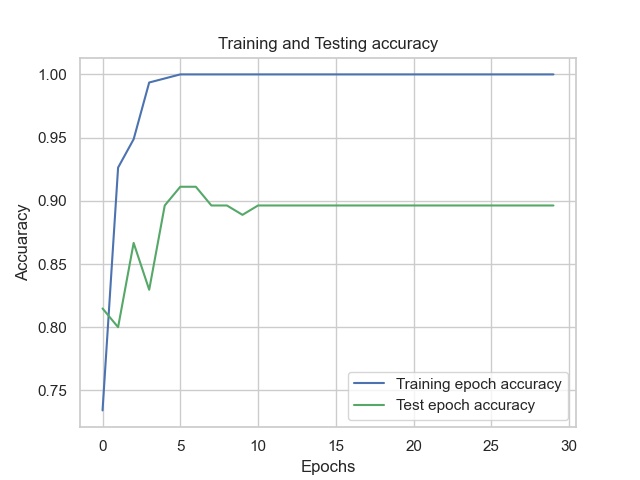 Training and Testing accuracy
1.00
0.95
0.90
0.85
0.80
0.75
Accuaracy
Training epoch accuracy
Test epoch accuracy
0 5 10 15 20 25 30
Epochs